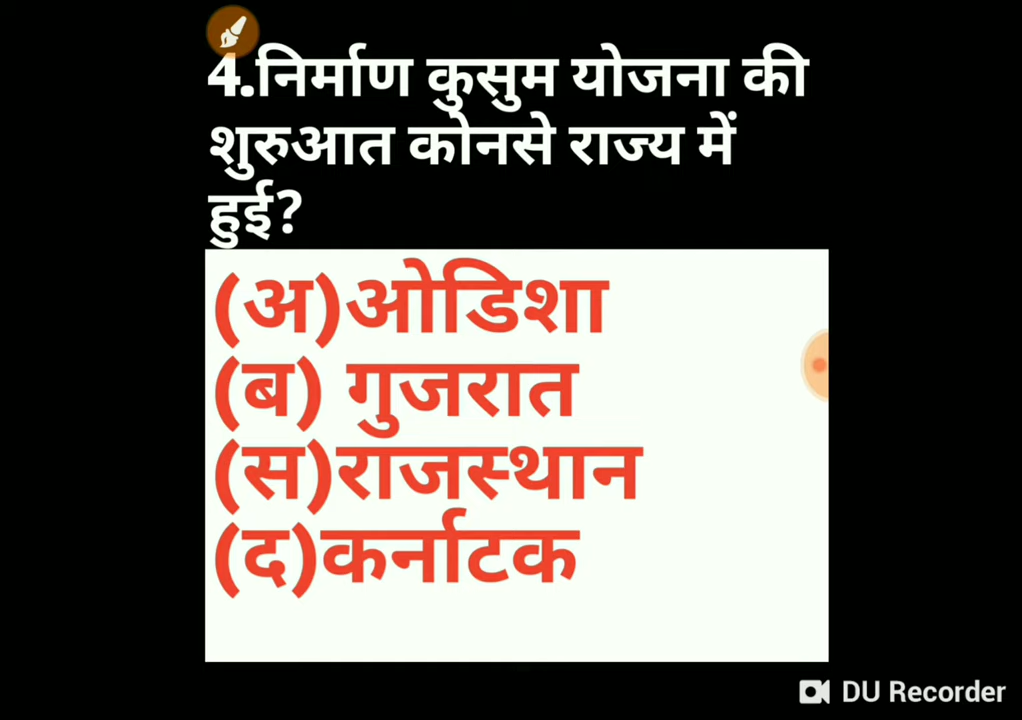 4.निर्माण कुसुम योजना की
शुरुआत कोनसे राज्य में
हुई?
(अ)ओडिशा
(ब) गुजरात
(स)राजस्थान
(द)कर्नाटक
DU Recorder